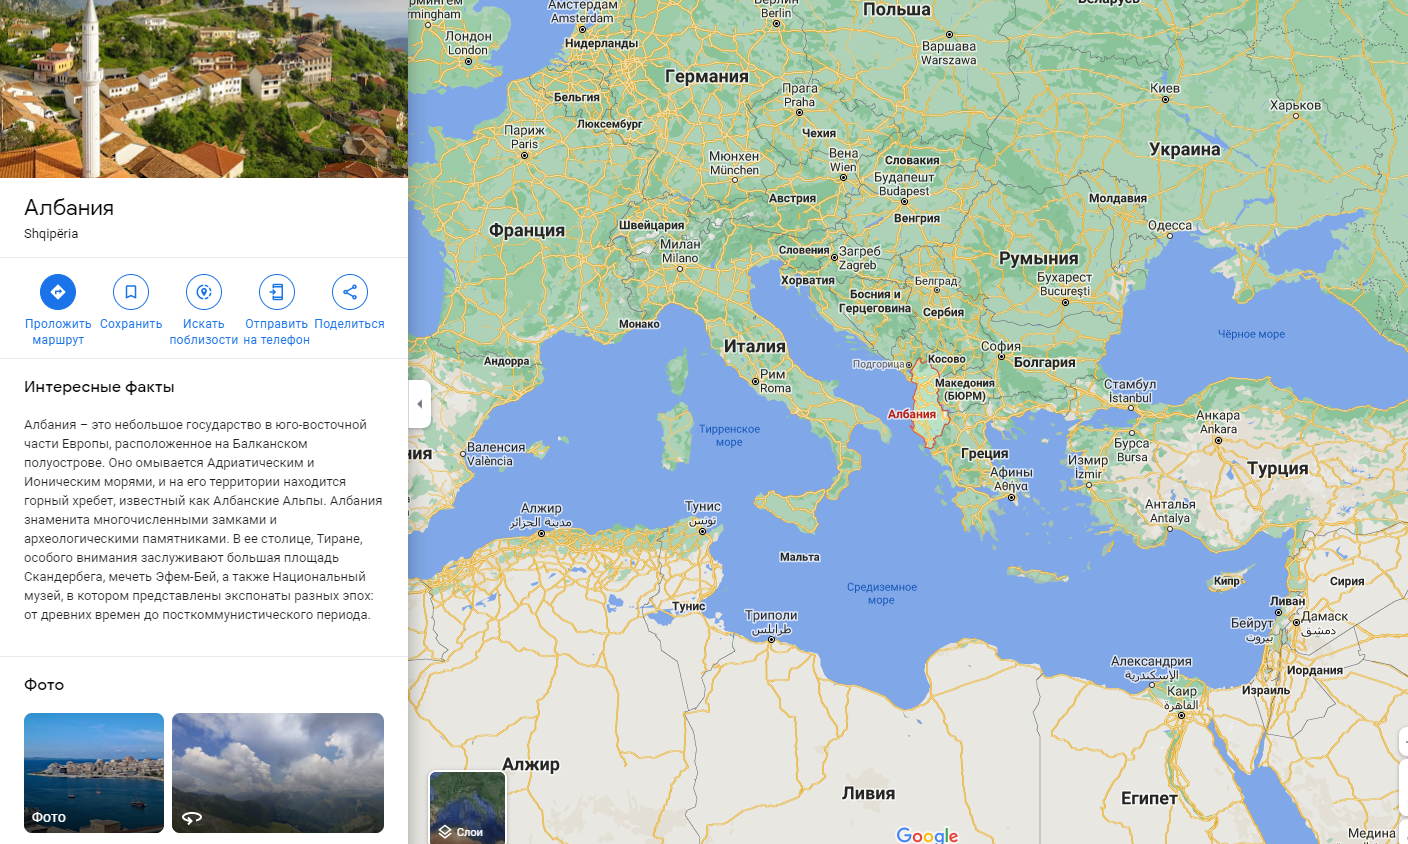 Албания
Shqipëria
Проложить
маршрут
Сохранить
Искать
поблизости
Отправить
на телефон
Поделиться
Интересные факты
Албания – это небольшое государство в юго-восточной
части Европы, расположенное на Балканском
полуострове. Оно омывается Адриатическим и
Ионическим морями, и на его территории находится
горный хребет, известный как Албанские Альпы. Албания
знаменита многочисленными замками и
археологическими памятниками. В ее столице, Тиране,
особого внимания заслуживают большая площадь
Скандербега, мечеть Эфем-Бей, а также Национальный
музей, в котором представлены экспонаты разных эпох:
от древних времен до посткоммунистического периода.
Фото
Фото
Слои
rmingham
Лондон
London
Амстердам
Amsterdam
Нидерланды
Берлин
Berlin
Польша
Беларусь
Варшава
Warszawa
Германия
Бельгия
Люксембург
Прага
Praha
Чехия
Киев
Харьков
Украина
Париж
Paris
Мюнхен
München
Вена
Wien
Словакия
Будапешт
Budapest
Австрия
Венгрия
Молдавия
Одесса
Франция
Швейцария
Милан
Milano
Словения
Загреб
Zagreb
Хорватия
Белград
Румыния
Бухарест
București
Босния и
Герцеговина
Сербия
Монако
Италия
Чёрное море
Андорра
Подгорица
Косово
София
Болгария
Рим
Roma
Македония
(БЮРМ)
Албания
Стамбул
İstanbul
Анкара
Ankara
Тирренское
море
Валенсия
València
ния
Греция
Бурса
Bursa
Измир
İzmir
Турция
Афины
Αθήνα
Алжир
مدينة الجزائر
Тунис
تونس
Анталья
Antalya
Мальта
Средиземное
море
Кипр
Сирия
Тунис
Триполи
طرابلس
Ливан
Бейрут
بيروت
Дамаск
دمشق
Александрия
الإسكندرية
Иордания
Каир
القاهرة
Израиль
Алжир
Ливия
Египет
Медина
Google